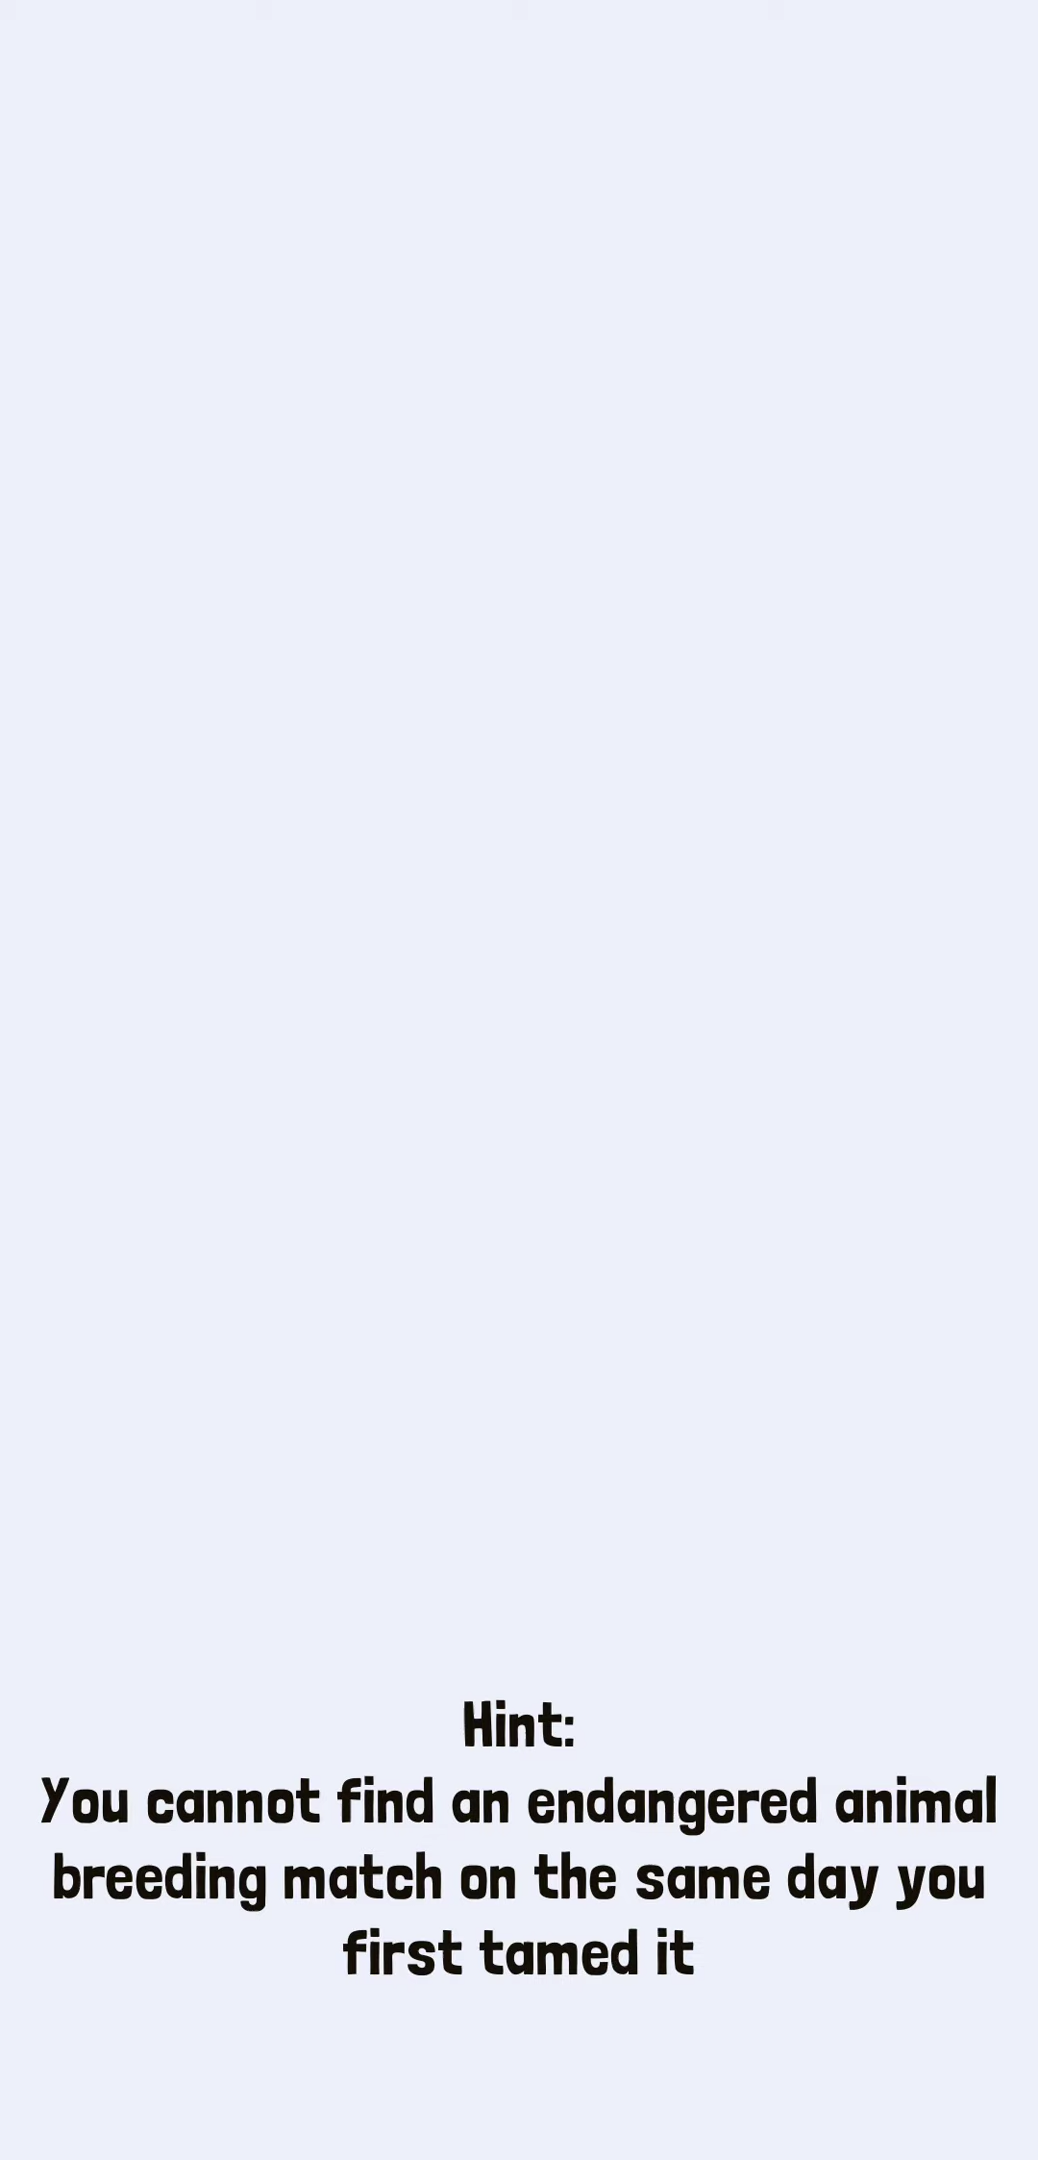 Hint:
You cannot find an endangered animal
breeding match on the same day you
first tamed it